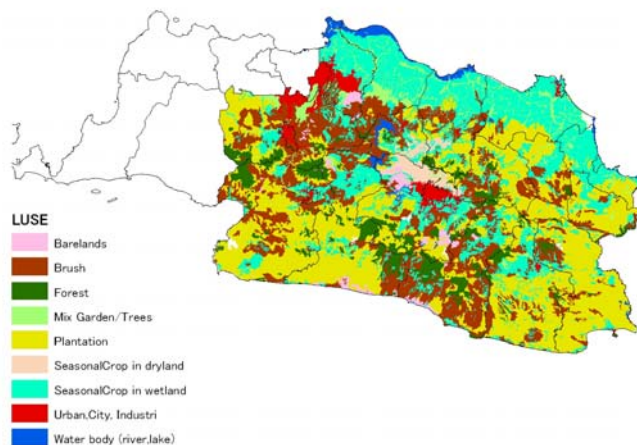 LUSE
Barelands
Brush
Forest
Mix Garden/Trees
Plantation
SeasonalCrop in dryland
SeasonalCrop in wetland
Urban,City, Industri
Water body (river,lake)